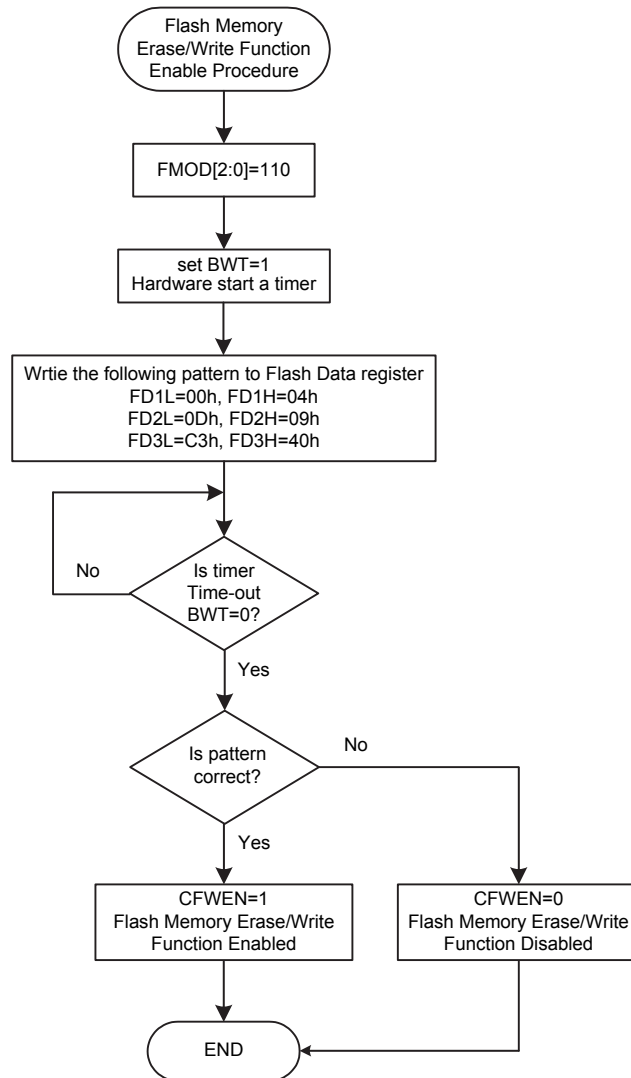 Flash Memory
Erase/Write Function
Enable Procedure
FMOD[2:0]=110
set BWT=1
Hardware start a timer
Wrtie the following pattern to Flash Data register
FD1L=00h, FD1H=04h
FD2L=0Dh, FD2H=09h
FD3L=C3h, FD3H=40h
No
Is timer
Time-out
BWT=0?
Yes
Is pattern
correct?
No
Yes
CFWEN=1
Flash Memory Erase/Write
Function Enabled
CFWEN=0
Flash Memory Erase/Write
Function Disabled
END